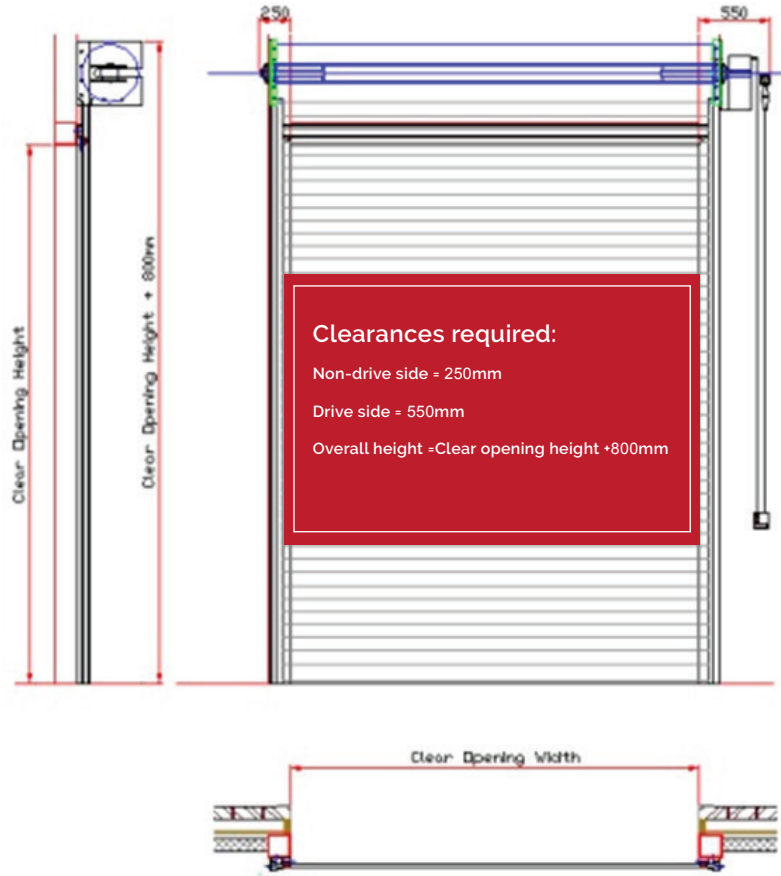 250
550
Clear Opening Height
Clear Opening Height + 800mm
Clearances required:
Non-drive side = 250mm
Drive side = 550mm
Overall height =Clear opening height +800mm
Clear Opening Width